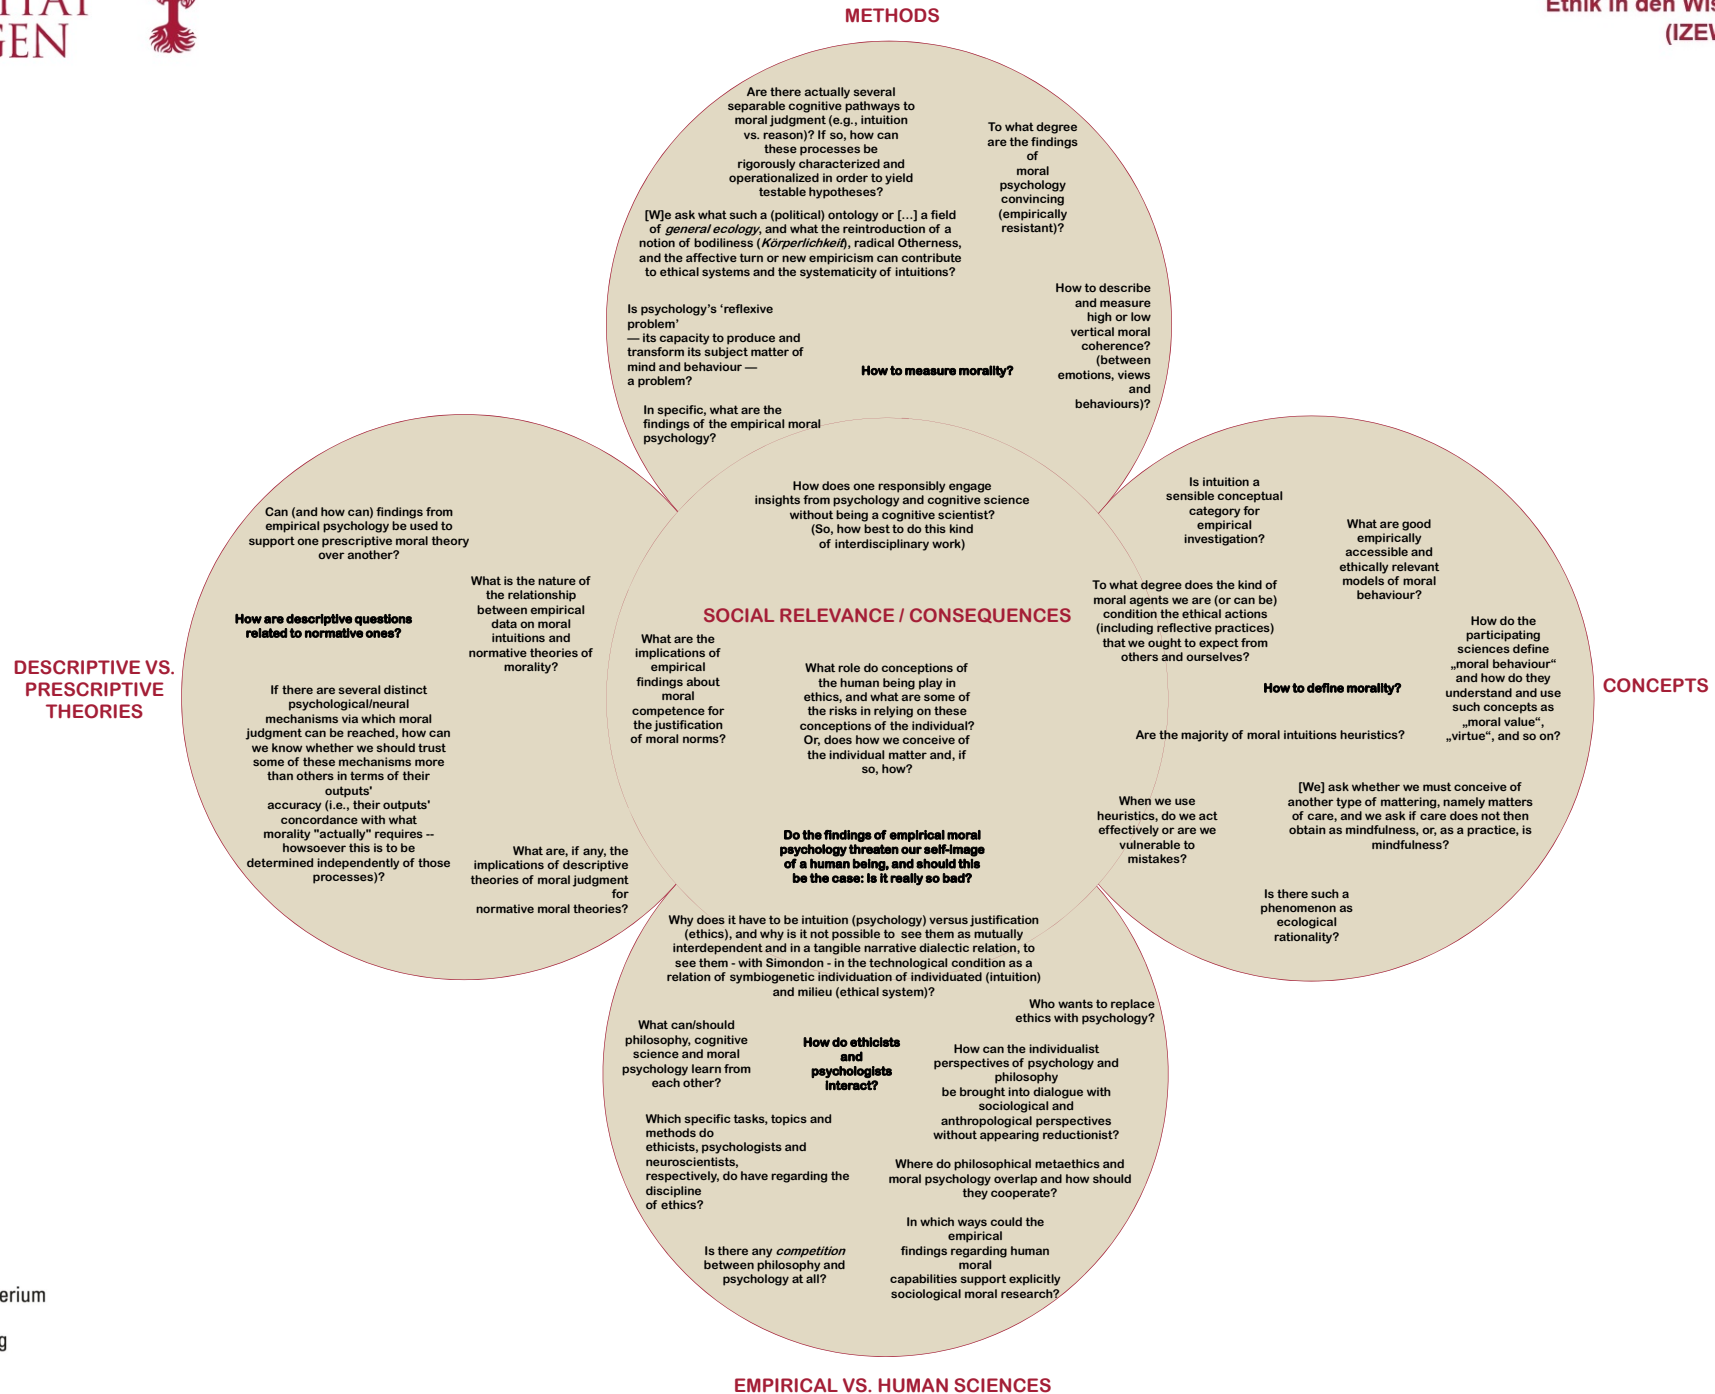 METHODS
Ethik in den Wis
(IZEW
ITAT
GEN
Are there actually several
separable cognitive pathways to
moral judgment (e.g., intuition
vs. reason)? If so, how can
these processes be
rigorously characterized and
operationalized in order to yield
testable hypotheses?
To what degree
are the findings
of
moral
psychology
convincing
(empirically
resistant)?
[W]e ask what such a (political) ontology or […] a field
of general ecology, and what the reintroduction of a
notion of bodiliness (Körperlichkeit), radical Otherness,
and the affective turn or new empiricism can contribute
to ethical systems and the systematicity of intuitions?
How to describe
and measure
high or low
vertical moral
coherence?
(between
emotions, views
and
behaviours)?
Is psychology's ‘reflexive
problem’
— its capacity to produce and
transform its subject matter of
mind and behaviour —
a problem?
How to measure morality?
In specific, what are the
findings of the empirical moral
psychology?
How does one responsibly engage
insights from psychology and cognitive science
without being a cognitive scientist?
(So, how best to do this kind
of interdisciplinary work)
SOCIAL RELEVANCE / CONSEQUENCES
What are the
implications of
empirical
findings about
moral
competence for
the justification
of moral norms?
What role do conceptions of
the human being play in
ethics, and what are some of
the risks in relying on these
conceptions of the individual?
Or, does how we conceive of
the individual matter and, if
so, how?
Do the findings of empirical moral
psychology threaten our self-image
of a human being, and should this
be the case: Is it really so bad?
DESCRIPTIVE VS.
PRESCRIPTIVE
THEORIES
Can (and how can) findings from
empirical psychology be used to
support one prescriptive moral theory
over another?
What is the nature of
the relationship
between empirical
data on moral
intuitions and
normative theories of
morality?
How are descriptive questions
related to normative ones?
If there are several distinct
psychological/neural
mechanisms via which moral
judgment can be reached, how can
we know whether we should trust
some of these mechanisms more
than others in terms of their
outputs'
accuracy (i.e., their outputs'
concordance with what
morality "actually" requires --
howsoever this is to be
determined independently of those
processes)?
What are, if any, the
implications of descriptive
theories of moral judgment
for
normative moral theories?
CONCEPTS
Is intuition a
sensible conceptual
category for
empirical
investigation?
What are good
empirically
accessible and
ethically relevant
models of moral
behaviour?
To what degree does the kind of
moral agents we are (or can be)
condition the ethical actions
(including reflective practices)
that we ought to expect from
others and ourselves?
How do the
participating
sciences define
„moral behaviour“
and how do they
understand and use
such concepts as
„moral value“,
„virtue“, and so on?
How to define morality?
Are the majority of moral intuitions heuristics?
When we use
heuristics, do we act
effectively or are we
vulnerable to
mistakes?
[We] ask whether we must conceive of
another type of mattering, namely matters
of care, and we ask if care does not then
obtain as mindfulness, or, as a practice, is
mindfulness?
Is there such a
phenomenon as
ecological
rationality?
Why does it have to be intuition (psychology) versus justification
(ethics), and why is it not possible to see them as mutually
interdependent and in a tangible narrative dialectic relation, to
see them - with Simondon - in the technological condition as a
relation of symbiogenetic individuation of individuated (intuition)
and milieu (ethical system)?
Who wants to replace
ethics with psychology?
What can/should
philosophy, cognitive
science and moral
psychology learn from
each other?
How do ethicists
and
psychologists
interact?
How can the individualist
perspectives of psychology and
philosophy
be brought into dialogue with
sociological and
anthropological perspectives
without appearing reductionist?
Which specific tasks, topics and
methods do
ethicists, psychologists and
neuroscientists,
respectively, do have regarding the
discipline
of ethics?
Where do philosophical metaethics and
moral psychology overlap and how should
they cooperate?
In which ways could the
empirical
findings regarding human
moral
capabilities support explicitly
sociological moral research?
Is there any competition
between philosophy and
psychology at all?
erium
g
EMPIRICAL VS. HUMAN SCIENCES